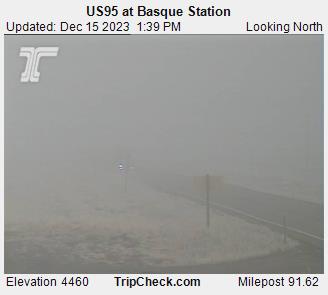 US95 at Basque Station
Updated: Dec 15 2023 1:39 PM Looking North
Elevation 4460 TripCheck.com Milepost 91.62